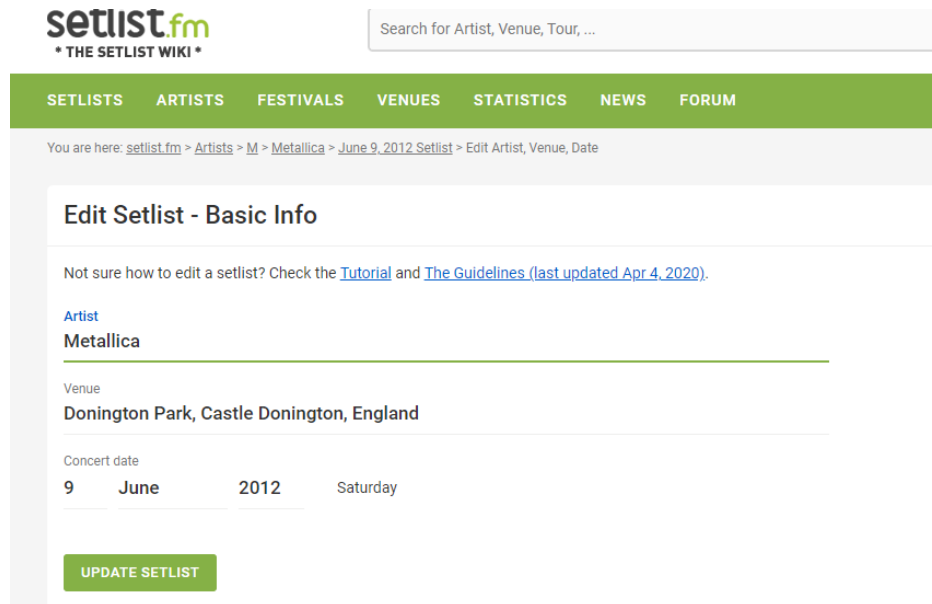 setlist.fm
* THE SETLIST WIKI *
Search for Artist, Venue, Tour, ...
SETLISTS ARTISTS FESTIVALS VENUES STATISTICS NEWS FORUM
You are here: setlist.fm > Artists > M > Metallica > June 9, 2012 Setlist > Edit Artist, Venue, Date
Edit Setlist - Basic Info
Not sure how to edit a setlist? Check the Tutorial and The Guidelines (last updated Apr 4, 2020).
Artist
Metallica
Venue
Donington Park, Castle Donington, England
Concert date
9 June 2012 Saturday
UPDATE SETLIST